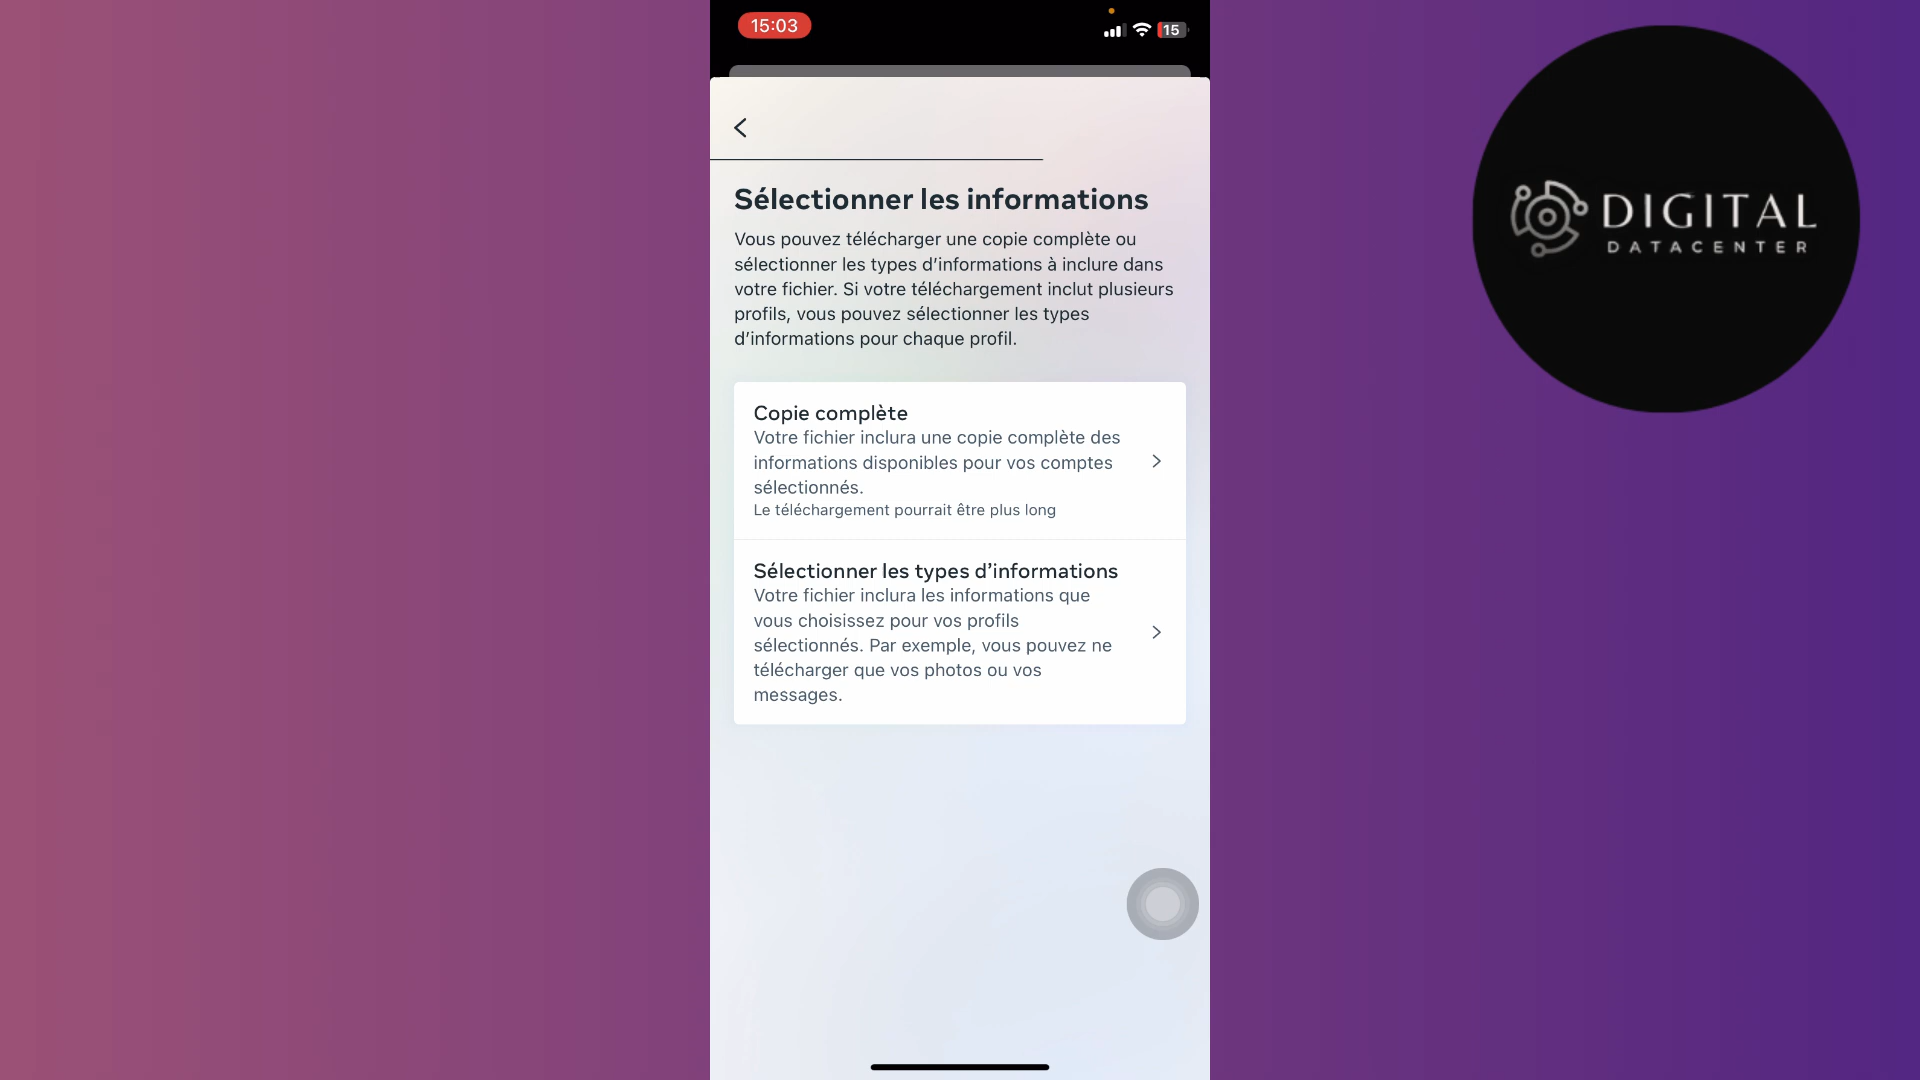 15:03
15
Sélectionner les informations
Vous pouvez télécharger une copie complète ou
sélectionner les types d’informations à inclure dans
votre fichier. Si votre téléchargement inclut plusieurs
profils, vous pouvez sélectionner les types
d’informations pour chaque profil.
Copie complète
Votre fichier inclura une copie complète des
informations disponibles pour vos comptes
sélectionnés.
Le téléchargement pourrait être plus long
Sélectionner les types d’informations
Votre fichier inclura les informations que
vous choisissez pour vos profils
sélectionnés. Par exemple, vous pouvez ne
télécharger que vos photos ou vos
messages.
DIGITAL
DATACENTER